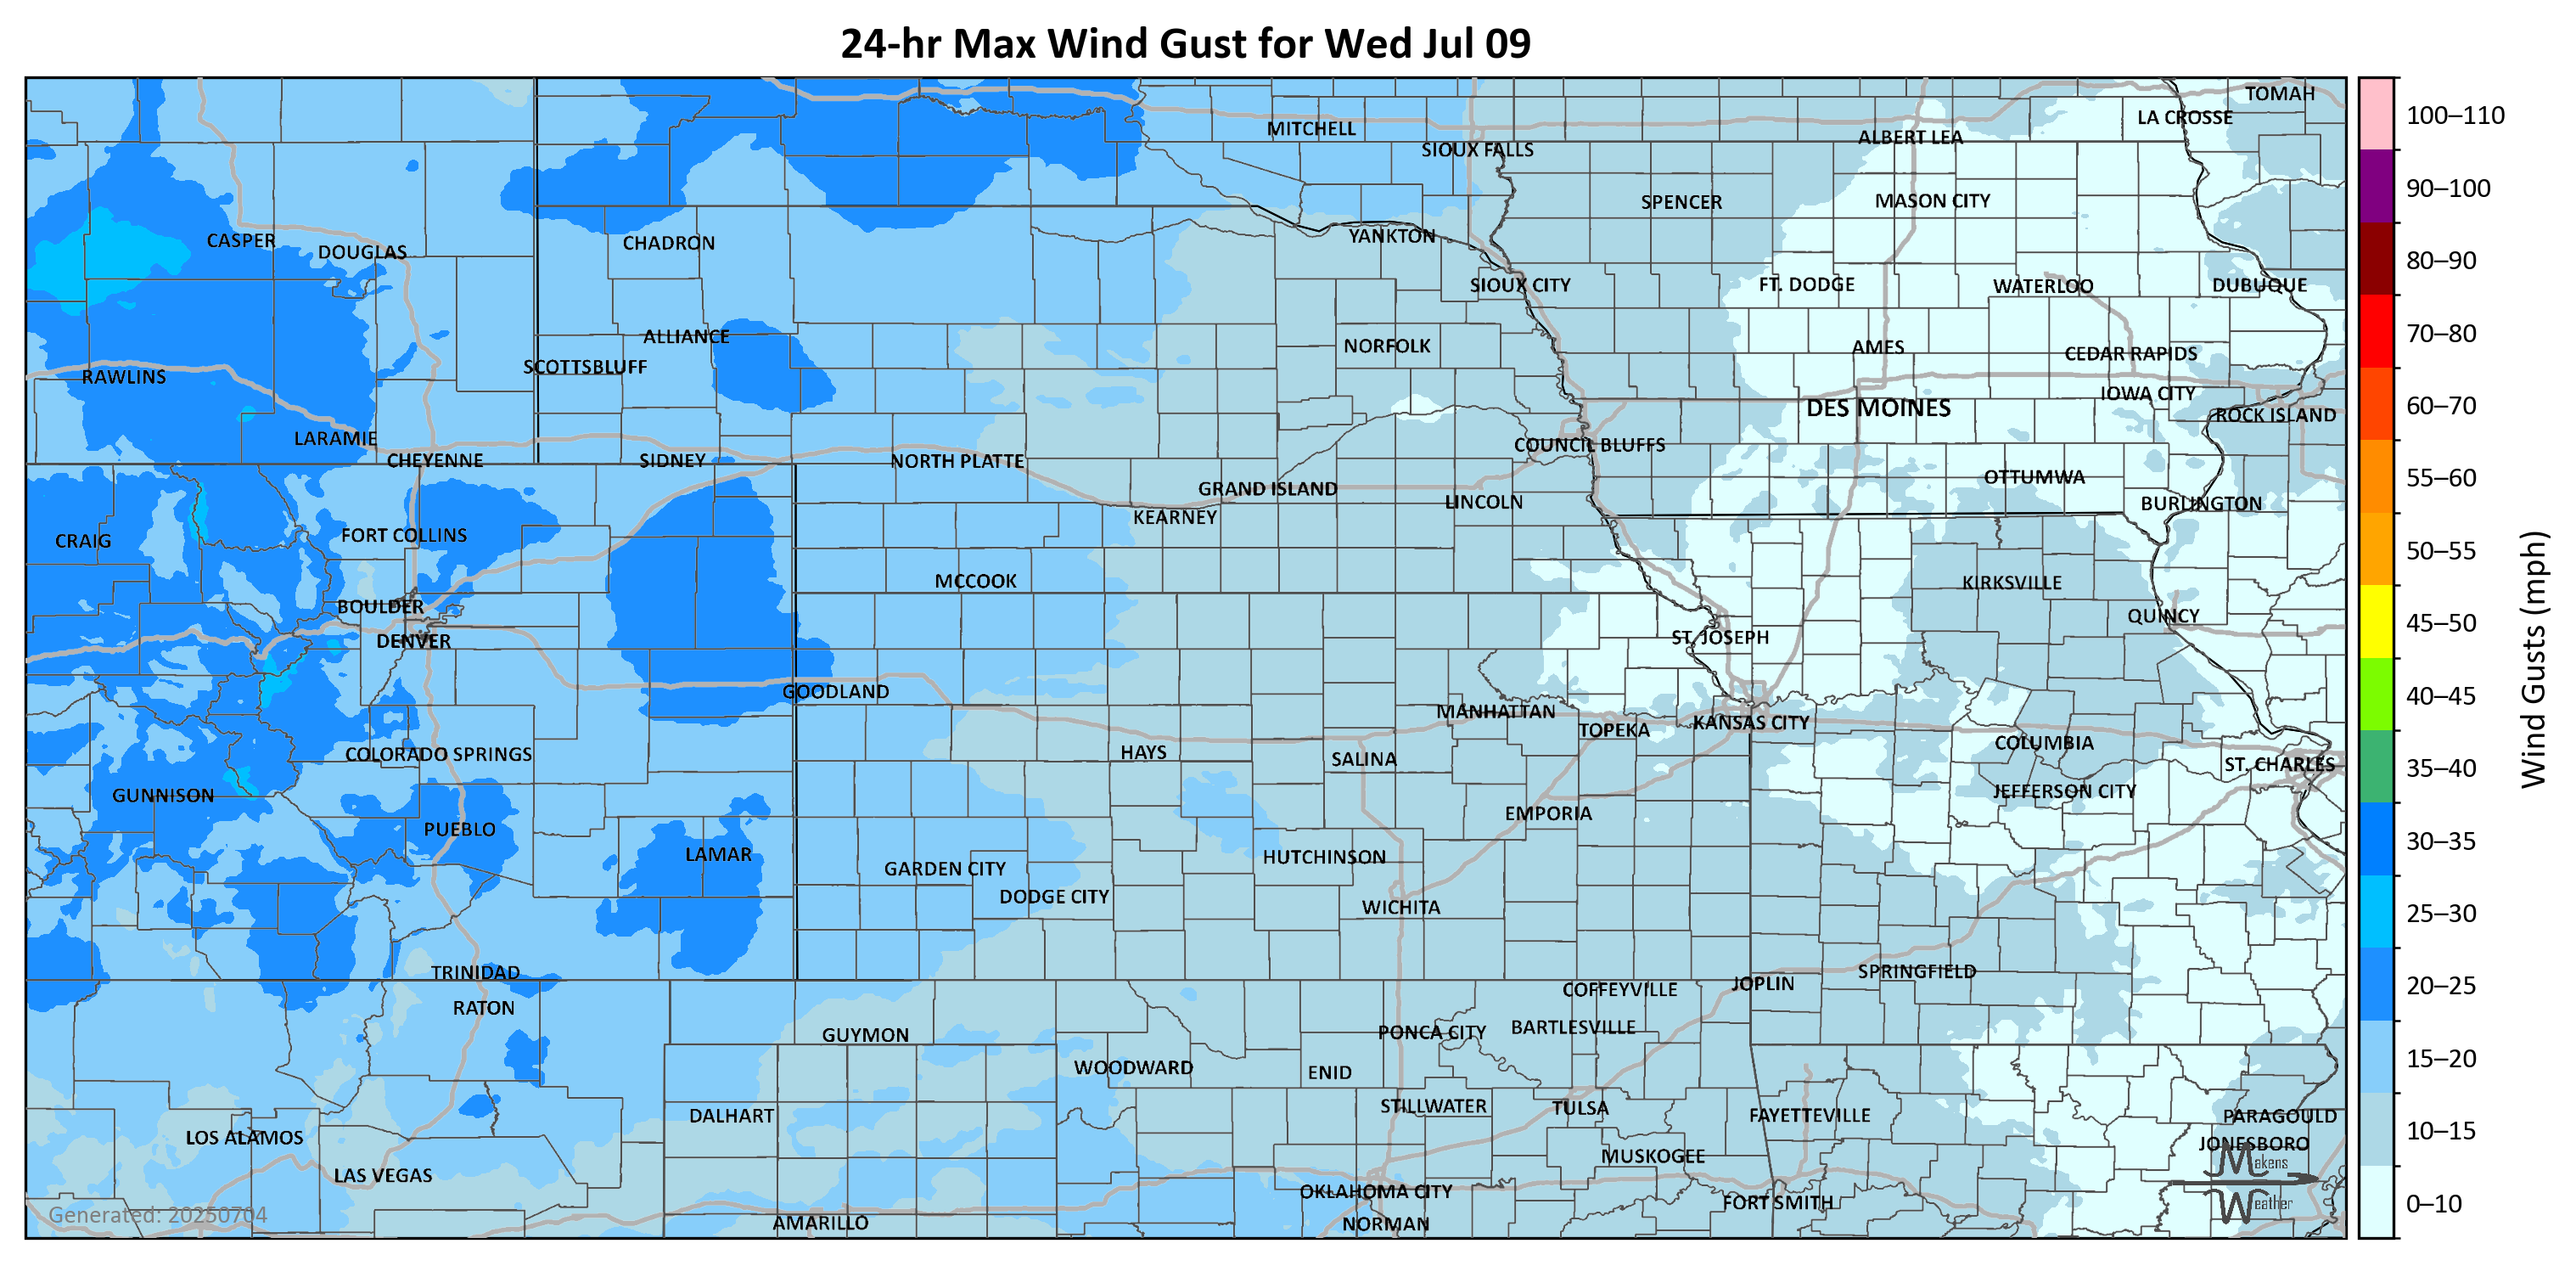 24-hr Max Wind Gust for Wed Jul 09
TOMAH
LA CROSSE
MITCHELL
ALBERT LEA
SIOUX FALLS
SPENCER
MASON CITY
CASPER
DOUGLAS
CHADRON
YANKTON
SIOUX CITY
FT. DODGE
WATERLOO
DUBUQUE
ALLIANCE
NORFOLK
AMES
CEDAR RAPIDS
SCOTTSBLUFF
RAWLINS
IOWA CITY
DES MOINES
ROCK ISLAND
LARAMIE
COUNCIL BLUFFS
CHEYENNE
SIDNEY
NORTH PLATTE
OTTUMWA
GRAND ISLAND
LINCOLN
BURLINGTON
KEARNEY
CRAIG
FORT COLLINS
MCCOOK
KIRKSVILLE
BOULDER
QUINCY
DENVER
ST. JOSEPH
GOODLAND
MANHATTAN
TOPEKA
KANSAS CITY
COLORADO SPRINGS
HAYS
SALINA
COLUMBIA
ST. CHARLES
GUNNISON
JEFFERSON CITY
EMPORIA
PUEBLO
LAMAR
HUTCHINSON
GARDEN CITY
DODGE CITY
WICHITA
TRINIDAD
SPRINGFIELD
JOPLIN
COFFEYVILLE
RATON
GUYMON
PONCA CITY
BARTLESVILLE
WOODWARD
ENID
DALHART
STILLWATER
TULSA
FAYETTEVILLE
PARAGOULD
LOS ALAMOS
JONESBORO
MUSKOGEE
LAS VEGAS
OKLAHOMA CITY
FORT SMITH
AMARILLO
NORMAN
Makens
Weather
Generated: 20250704
100–110
90–100
80–90
70–80
60–70
55–60
50–55
45–50
40–45
35–40
30–35
25–30
20–25
15–20
10–15
0–10
Wind Gusts (mph)